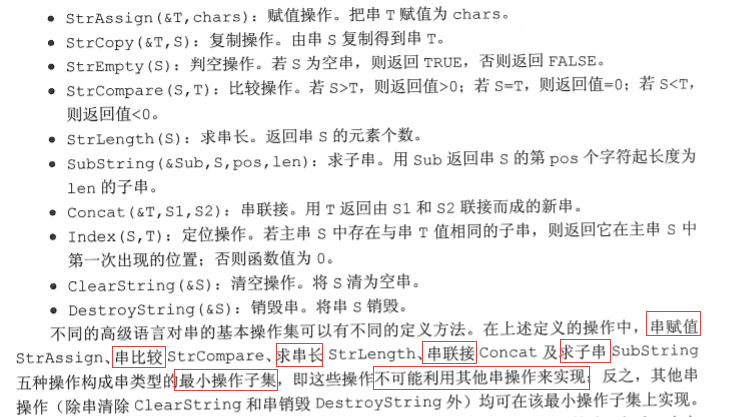 • StrAssign(&T,chars)：赋值操作。把串 T 赋值为 chars。
• StrCopy(&T,S)：复制操作。由串 S 复制得到串 T。
• StrEmpty(S)：判空操作。若 S 为空串，则返回 TRUE，否则返回 FALSE。
• StrCompare(S,T)：比较操作。若 S>T，则返回值>0；若 S=T，则返回值=0；若 S<T，
则返回值<0。
• StrLength(S)：求串长。返回串 S 的元素个数。
• SubString(&Sub,S,pos,len)：求子串。用 Sub 返回串 S 的第 pos 个字符起长度为
len 的子串。
• Concat(&T,S1,S2)：串联接。用 T 返回由 S1 和 S2 联接而成的新串。
• Index(S,T)：定位操作。若主串 S 中存在与串 T 值相同的子串，则返回它在主串 S 中
第一次出现的位置；否则函数值为 0。
• ClearString(&S)：清空操作。将 S 清为空串。
• DestroyString(&S)：销毁串。将串 S 销毁。
不同的高级语言对串的基本操作集可以有不同的定义方法。在上述定义的操作中，串赋值
StrAssign、串比较 StrCompare、求串长 StrLength、串联接 Concat 及求子串 SubString
五种操作构成串类型的最小操作子集，即这些操作不可能利用其他串操作来实现；反之，其他串
操作（除串清除 ClearString 和串销毁 DestroyString 外）均可在该最小操作子集上实现。